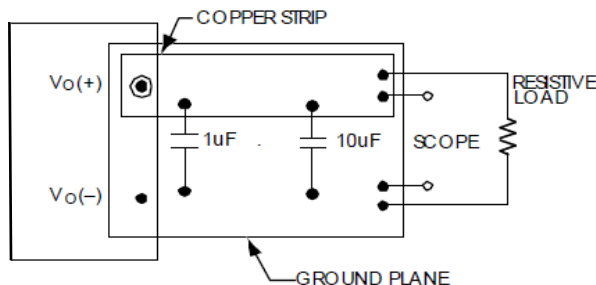 COPPER STRIP
VO(+)
RESISTIVE
LOAD
1uF
.
10uF
SCOPE
VO(–)
GROUND PLANE